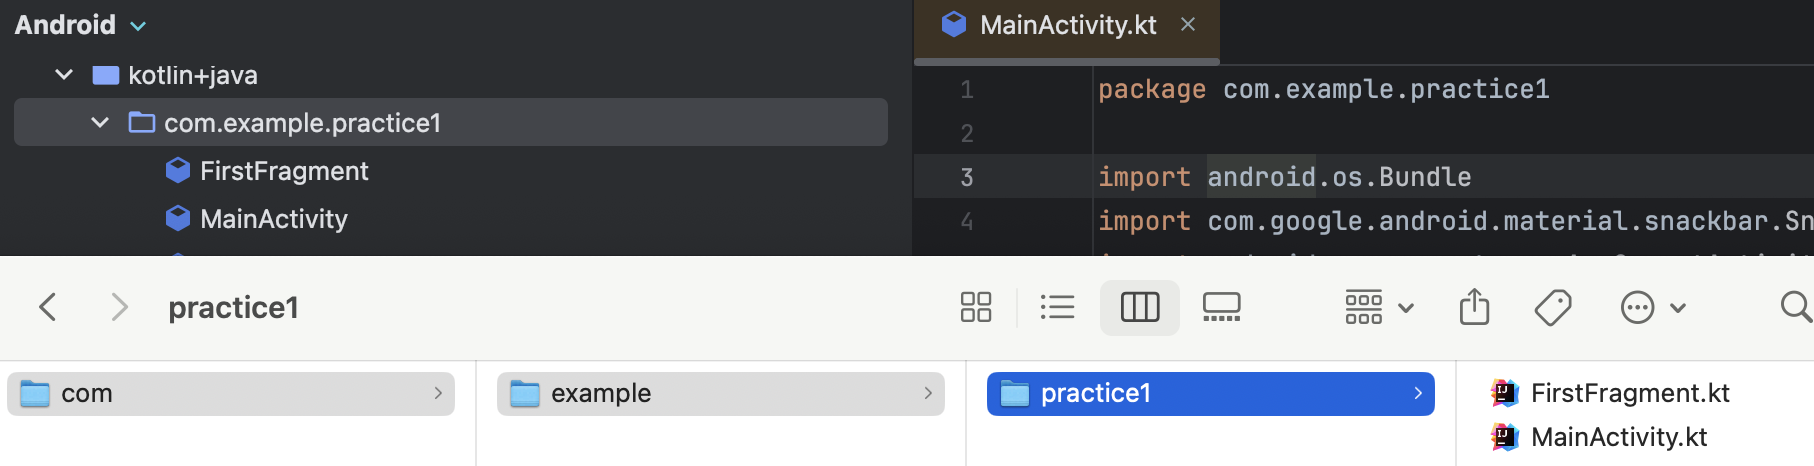 Android
MainActivity.kt
kotlin+java
com.example.practice1
FirstFragment
MainActivity
1 package com.example.practice1
2
3 import android.os.Bundle
4 import com.google.android.material.snackbar.Sn
practice1
com
example
practice1
FirstFragment.kt
MainActivity.kt